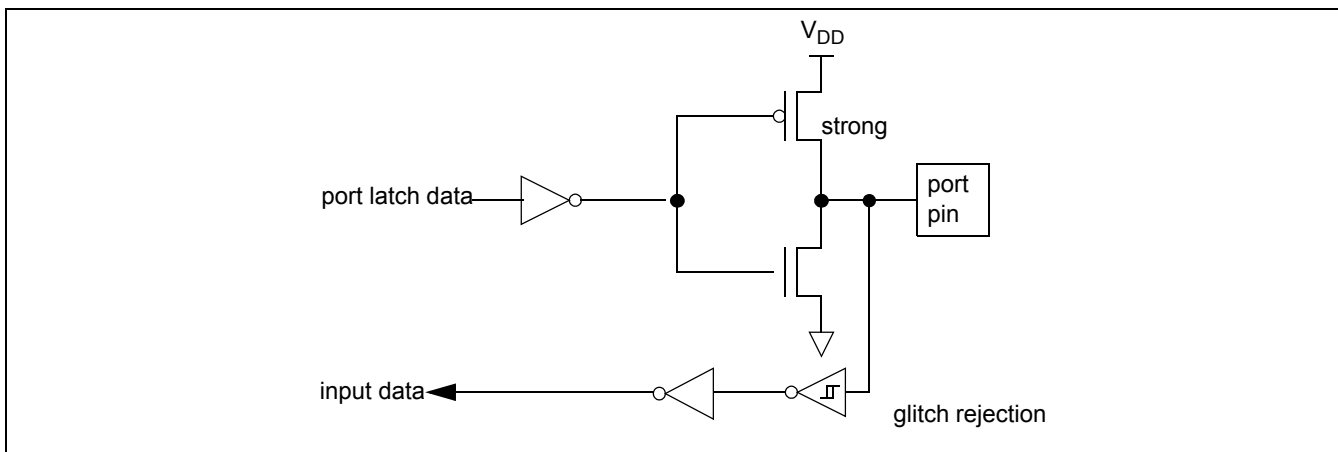 VDD
strong
port latch data
port
pin
input data
glitch rejection